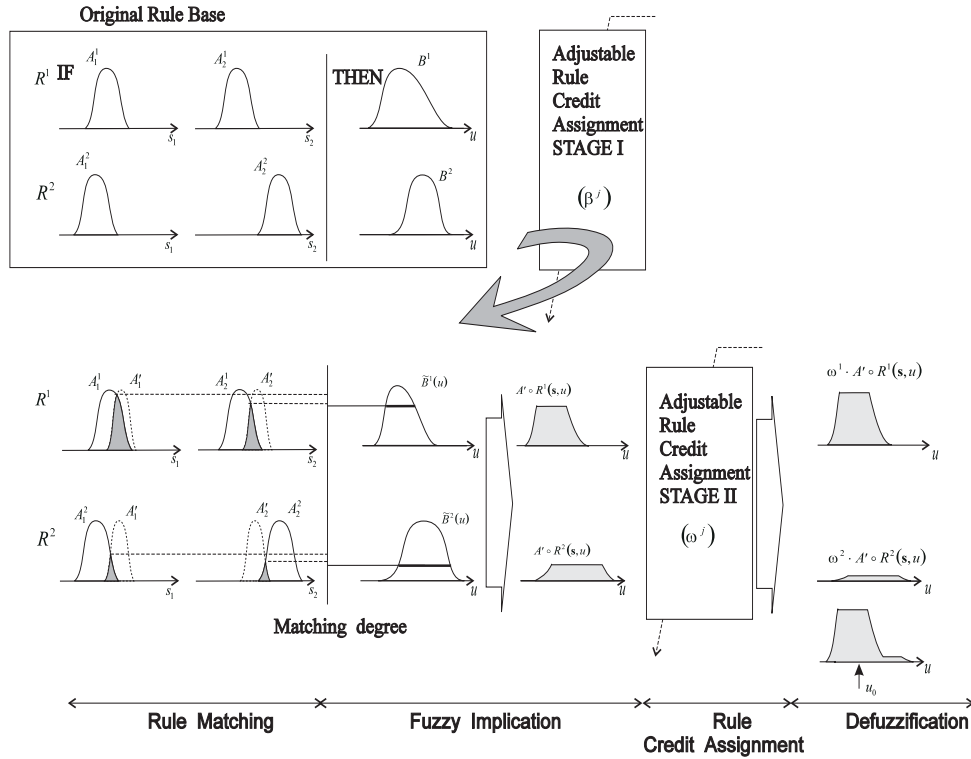 Original Rule Base
R¹ IF A₁¹ A₂¹ THEN B¹
s₁ s₂ u
R² A₁² A₂² B²
s₁ s₂ u
Adjustable
Rule
Credit
Assignment
STAGE I
(βʲ)
R¹ A₁¹ A₁′ A₂¹ A₂′ B̃¹(u) A′∘R¹(s,u)
s₁ s₂ u u
R² A₁² A₁′ A₂′ A₂² B̃²(u) A′∘R²(s,u)
s₁ s₂ u u
Matching degree
Adjustable
Rule
Credit
Assignment
STAGE II
(ωʲ)
ω¹·A′∘R¹(s,u)
u
ω²·A′∘R²(s,u)
u
u
u₀
Rule Matching
Fuzzy Implication
Rule
Credit Assignment
Defuzzification